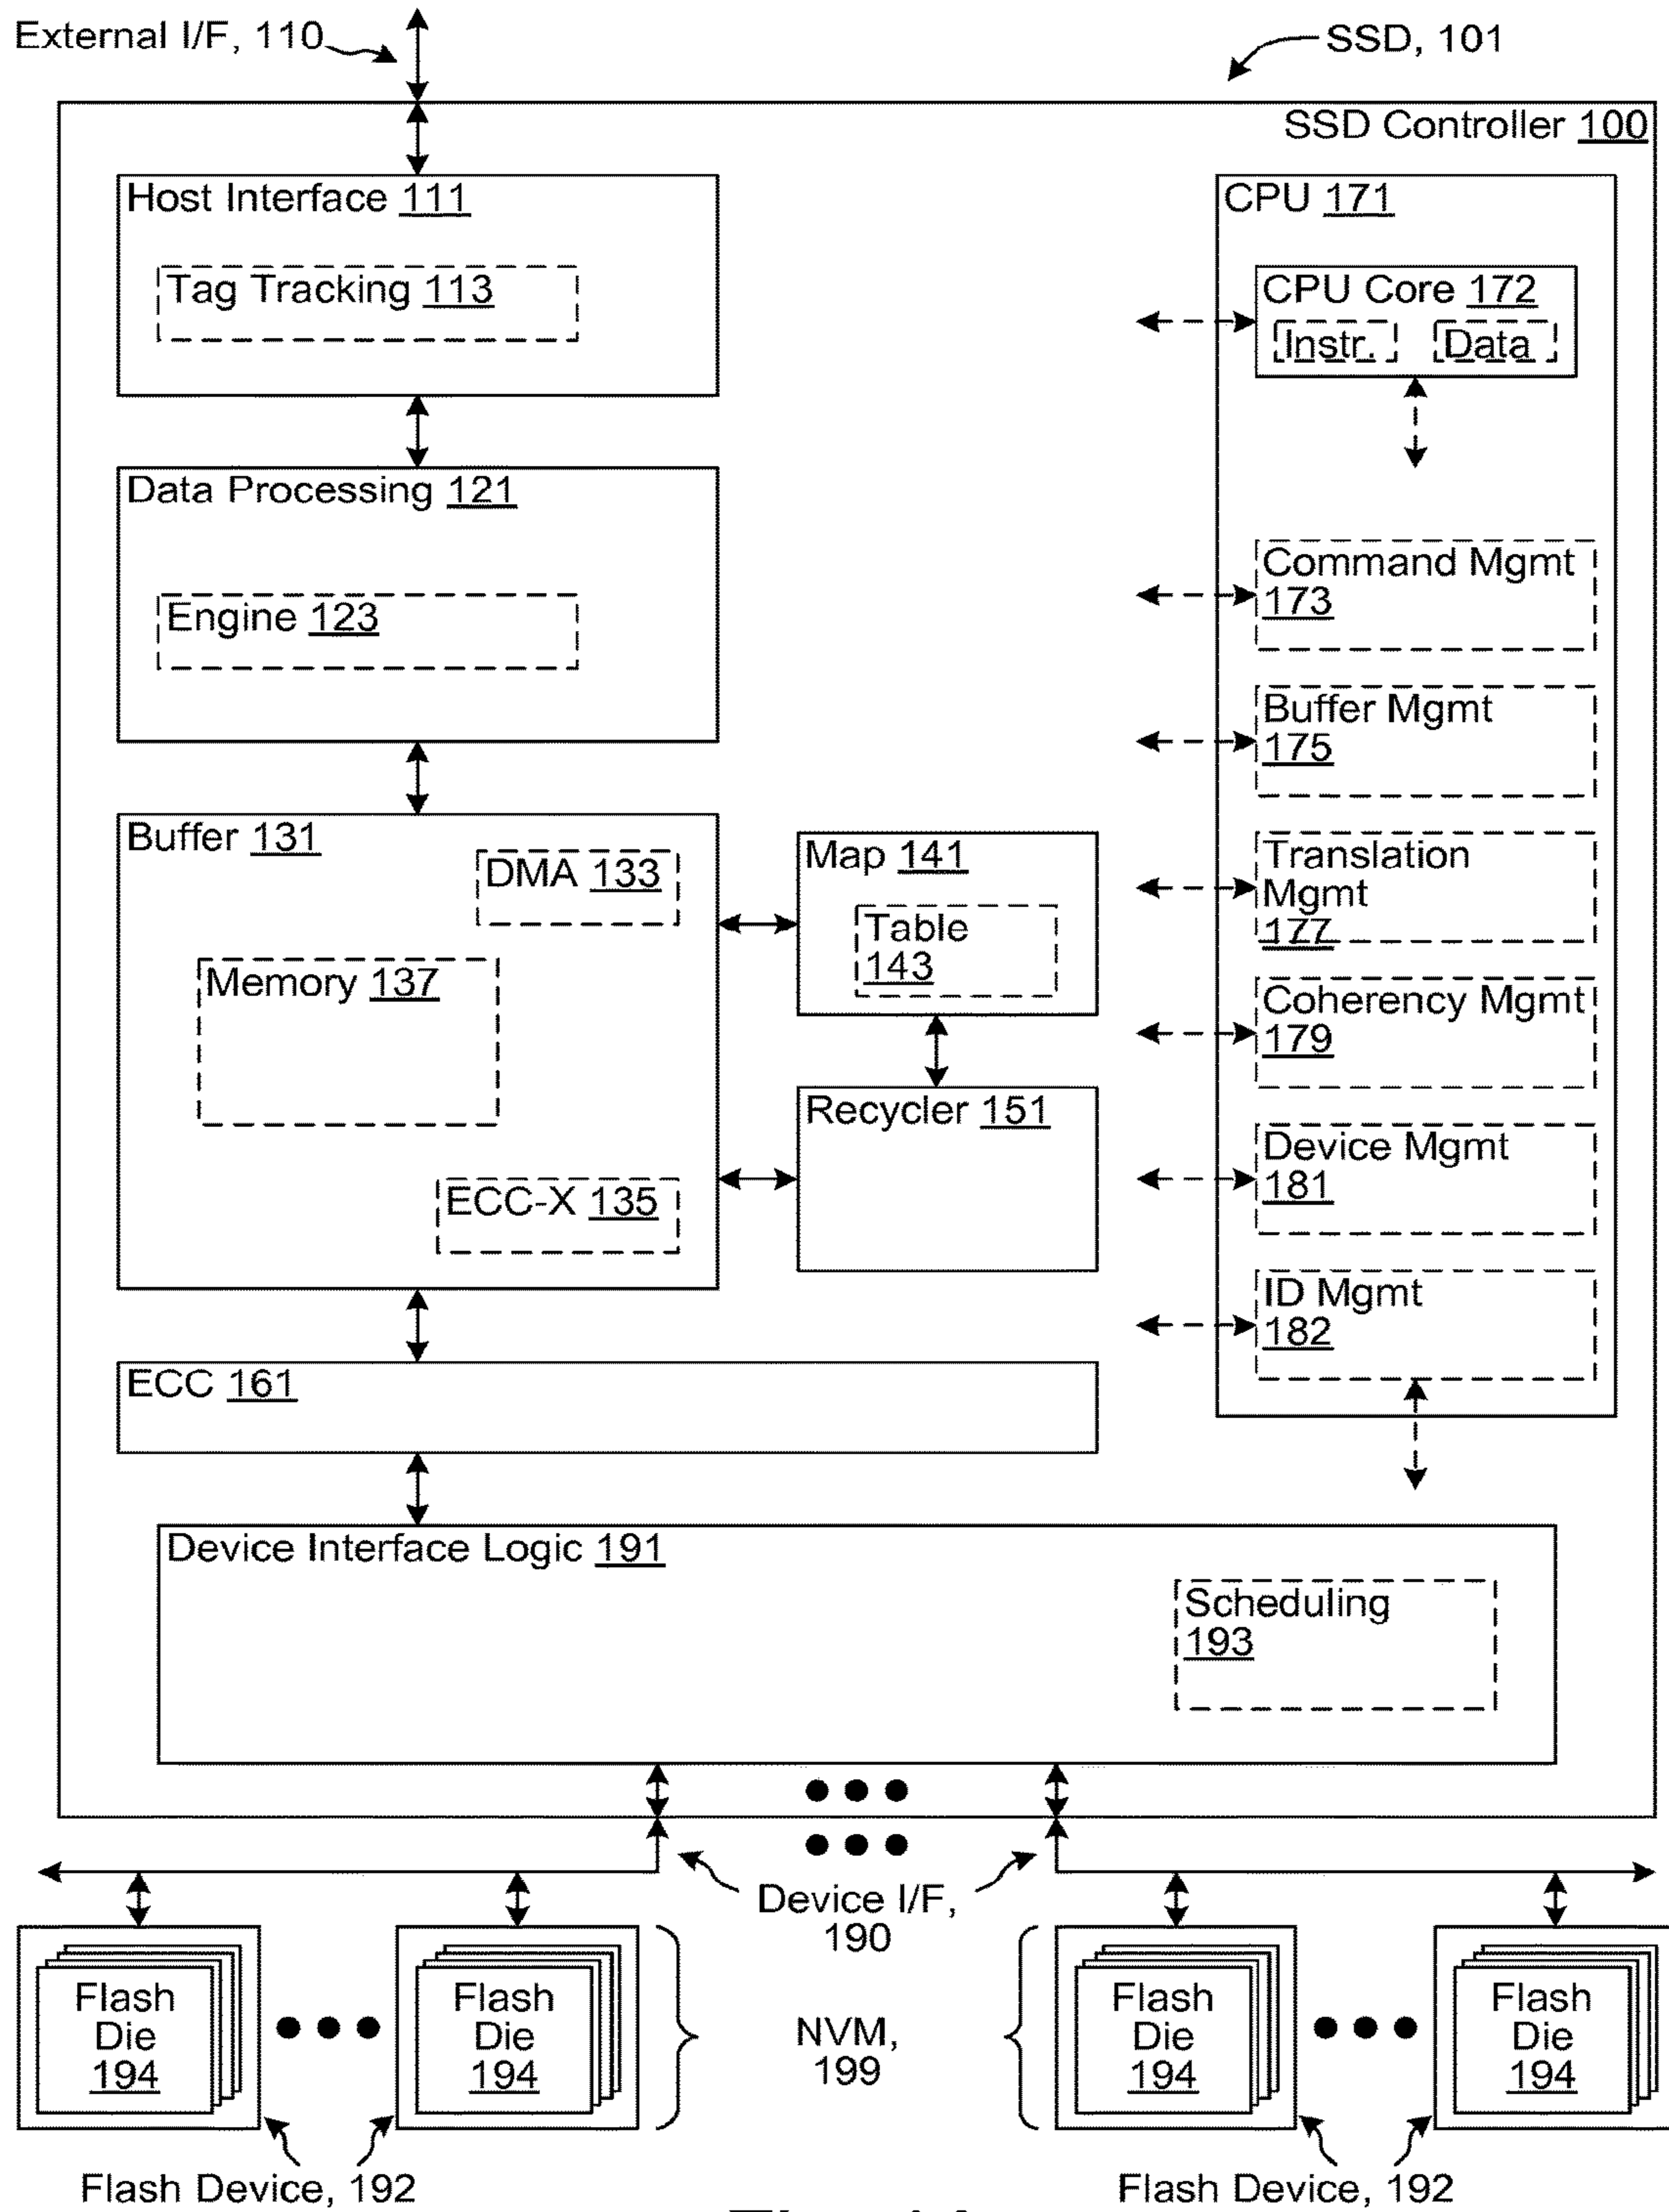 External I/F, 110
SSD, 101
SSD Controller 100
Host Interface 111
Tag Tracking 113
Data Processing 121
Engine 123
Buffer 131
DMA 133
Memory 137
ECC-X 135
Map 141
Table
143
Recycler 151
CPU 171
CPU Core 172
Instr.
Data
Command Mgmt
173
Buffer Mgmt
175
Translation
Mgmt
177
Coherency Mgmt
179
Device Mgmt
181
ID Mgmt
182
ECC 161
Device Interface Logic 191
Scheduling
193
Device I/F,
190
Flash
Die
194
Flash
Die
194
NVM,
199
Flash
Die
194
Flash
Die
194
Flash Device, 192
Flash Device, 192